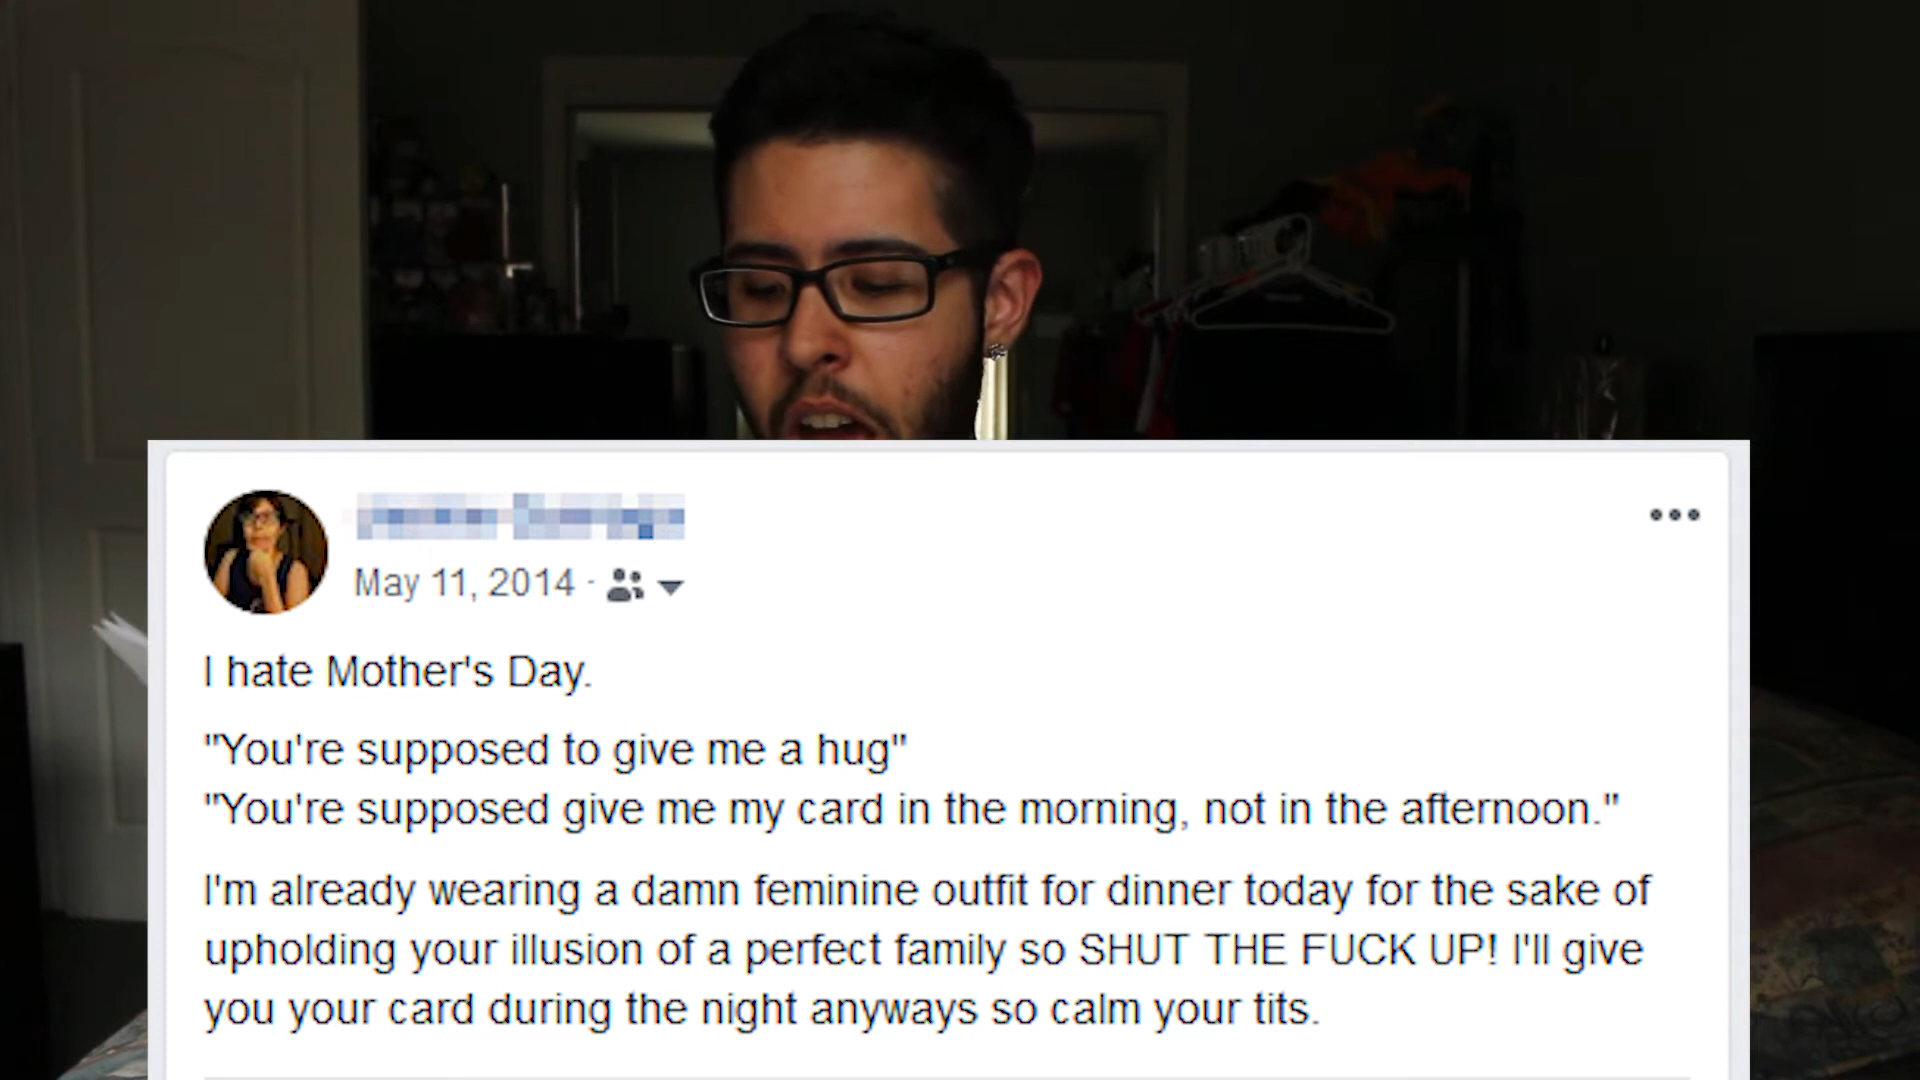 May 11, 2014 ·
I hate Mother's Day.
"You're supposed to give me a hug"
"You're supposed give me my card in the morning, not in the afternoon."
I'm already wearing a damn feminine outfit for dinner today for the sake of
upholding your illusion of a perfect family so SHUT THE FUCK UP! I'll give
you your card during the night anyways so calm your tits.